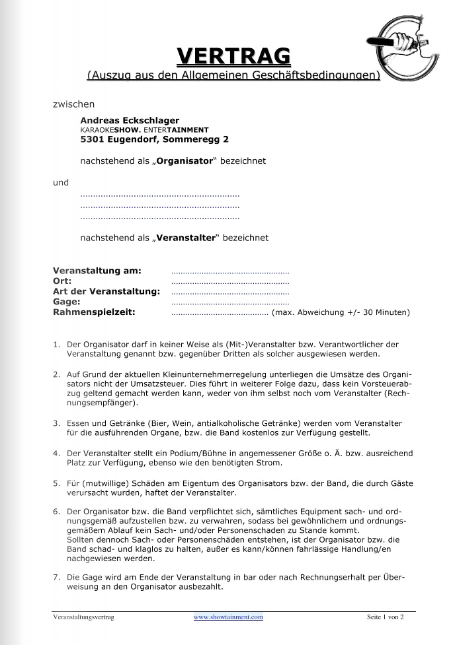 VERTRAG
(Auszug aus den Allgemeinen Geschäftsbedingungen)
zwischen
Andreas Eckschlager
KARAOKESHOW. ENTERTAINMENT
5301 Eugendorf, Sommeregg 2
nachstehend als „Organisator“ bezeichnet
und
................................................
................................................
................................................
nachstehend als „Veranstalter“ bezeichnet
Veranstaltung am: ................................................
Ort: ................................................
Art der Veranstaltung: ................................................
Gage: ................................................
Rahmenspielzeit: ....................................... (max. Abweichung +/- 30 Minuten)
1. Der Organisator darf in keiner Weise als (Mit-)Veranstalter bzw. Verantwortlicher der
Veranstaltung genannt bzw. gegenüber Dritten als solcher ausgewiesen werden.
2. Auf Grund der aktuellen Kleinunternehmerregelung unterliegen die Umsätze des Organi-
sators nicht der Umsatzsteuer. Dies führt in weiterer Folge dazu, dass kein Vorsteuerab-
zug geltend gemacht werden kann, weder von ihm selbst noch vom Veranstalter (Rech-
nungsempfänger).
3. Essen und Getränke (Bier, Wein, antialkoholische Getränke) werden vom Veranstalter
für die ausführenden Organe, bzw. die Band kostenlos zur Verfügung gestellt.
4. Der Veranstalter stellt ein Podium/Bühne in angemessener Größe o. Ä. bzw. ausreichend
Platz zur Verfügung, ebenso wie den benötigten Strom.
5. Für (mutwillige) Schäden am Eigentum des Organisators bzw. der Band, die durch Gäste
verursacht wurden, haftet der Veranstalter.
6. Der Organisator bzw. die Band verpflichtet sich, sämtliches Equipment sach- und ord-
nungsgemäß aufzustellen bzw. zu verwahren, sodass bei gewöhnlichem und ordnungs-
gemäßem Ablauf kein Sach- und/oder Personenschaden zu Stande kommt.
Sollten dennoch Sach- oder Personenschäden entstehen, ist der Organisator bzw. die
Band schad- und klaglos zu halten, außer es kann/können fahrlässige Handlung/en
nachgewiesen werden.
7. Die Gage wird am Ende der Veranstaltung in bar oder nach Rechnungserhalt per Über-
weisung an den Organisator ausbezahlt.
Veranstaltungsvertrag www.showtainment.com Seite 1 von 2